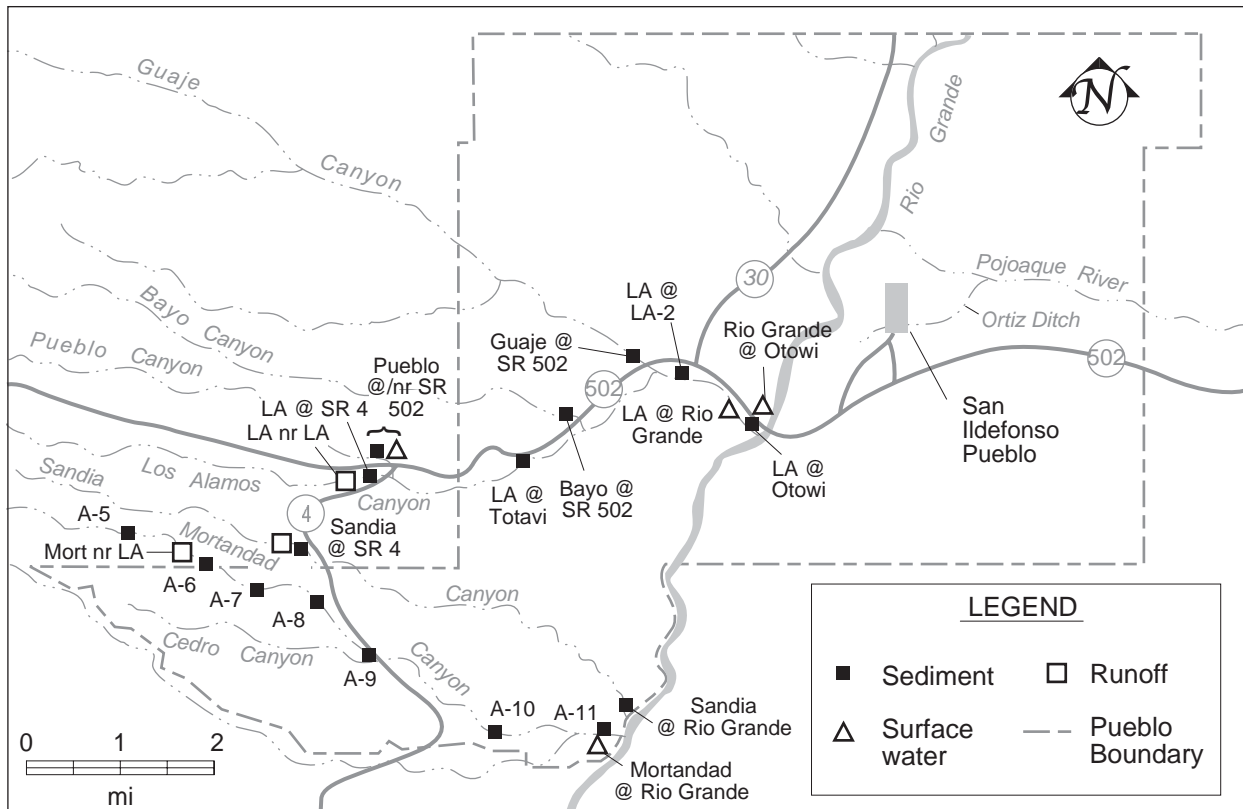 Guaje
Canyon
N
Rio
Grande
Bayo Canyon
Pueblo Canyon
30
LA @
LA-2
Pojoaque River
Ortiz Ditch
Guaje @
SR 502
Rio Grande
@ Otowi
Pueblo
@/nr SR
502
502
502
LA @ SR 4
LA nr LA
LA @ Rio
Grande
San
Ildefonso
Pueblo
Sandia
Los Alamos
Canyon
LA @
Totavi
Bayo @
SR 502
LA @
Otowi
A-5
4
Mortandad
Sandia
@ SR 4
Mort nr LA
A-6
A-7
A-8
Canyon
Cedro Canyon
A-9
Canyon
A-10
A-11
Sandia
@ Rio Grande
Mortandad
@ Rio Grande
0 1 2
mi
LEGEND
Sediment
Runoff
Surface
water
Pueblo
Boundary